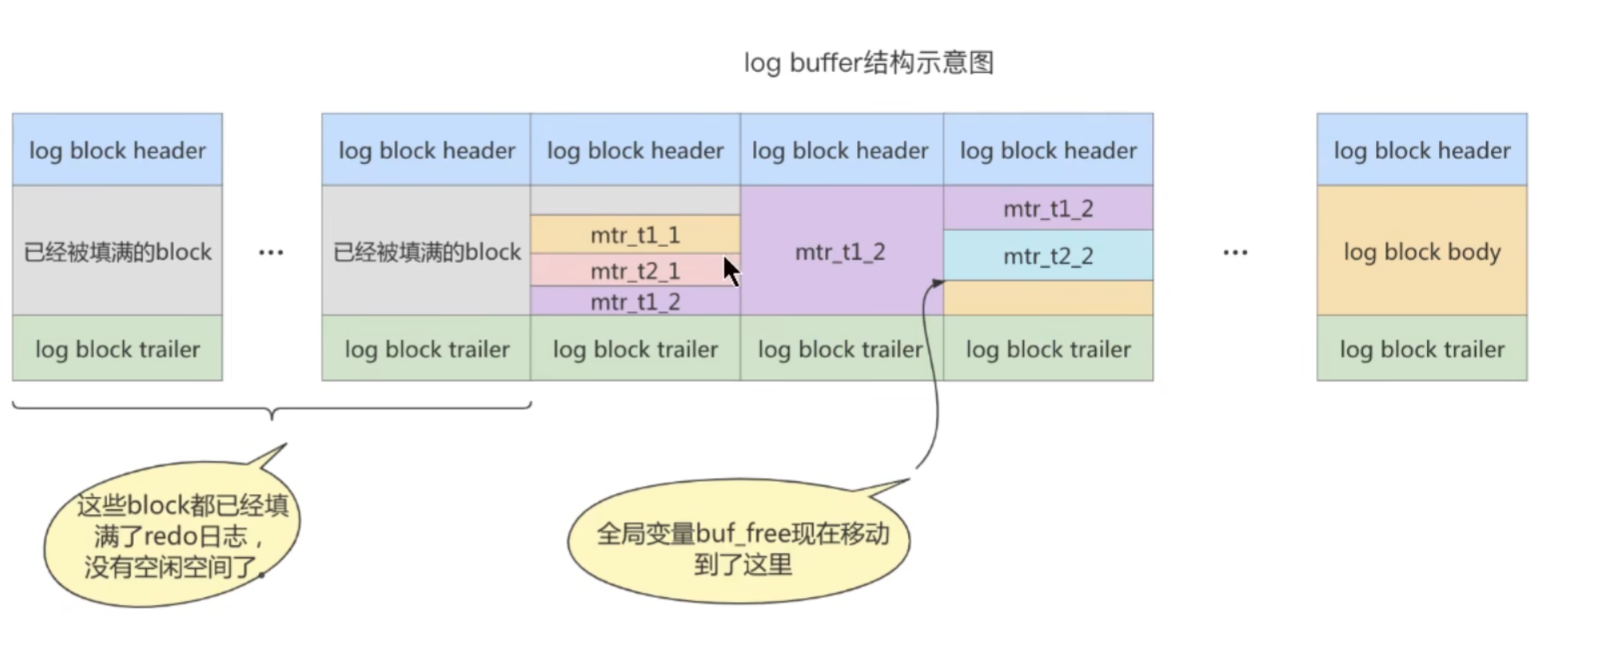 log buffer结构示意图
log block header
log block header
log block header
log block header
log block header
log block header
已经被填满的block
...
已经被填满的block
mtr_t1_1
mtr_t2_1
mtr_t1_2
mtr_t1_2
mtr_t1_2
mtr_t2_2
...
log block body
log block trailer
log block trailer
log block trailer
log block trailer
log block trailer
log block trailer
这些block都已经填
满了redo日志，
没有空闲空间了。
全局变量buf_free现在移动
到了这里